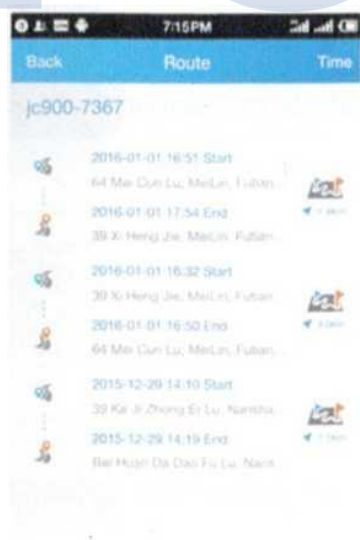 7:15PM
Back Route Time
jc900-7367
2016-01-01 16:51 Start
64 Mei Cun Lu, MeiLin, Futian...
2016-01-01 17:54 End
39 Xi Heng Jie, MeiLin, Futian...
2016-01-01 16:32 Start
39 Xi Heng Jie, MeiLin, Futian...
2016-01-01 16:50 End
64 Mei Cun Lu, MeiLin, Futian...
2015-12-29 14:10 Start
39 Ke Ji Zhong Er Lu, Nansha...
2015-12-29 14:19 End
Bei Huan Da Dao Fu Lu, Nans...